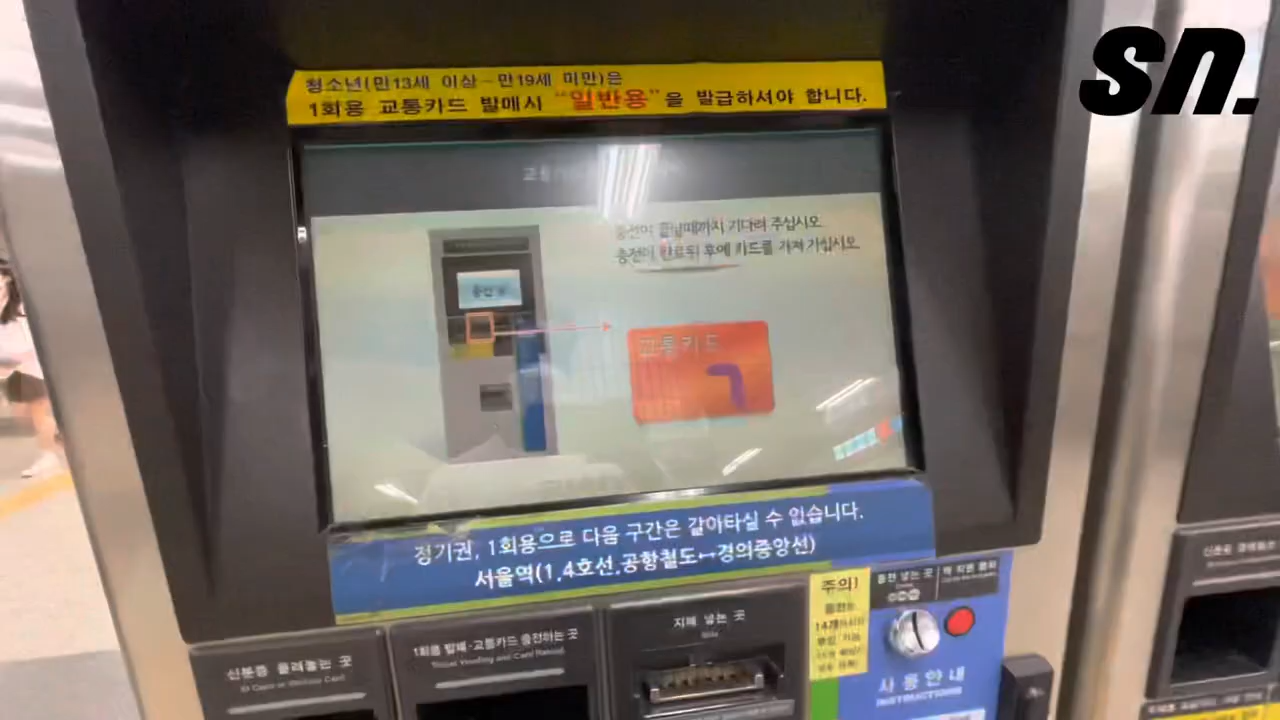 sn.
청소년(만13세 이상~만19세 미만)은
1회용 교통카드 발매시 "일반용"을 발급하셔야 합니다.
충전이 끝날때까지 기다려 주십시오
충전이 완료된 후에 카드를 가져 가십시오
교통카드
정기권, 1회용으로 다음 구간은 갈아타실 수 없습니다.
서울역(1,4호선,공항철도↔경의중앙선)
신분증 올려놓는 곳
1회용 발매·교통카드 충전하는 곳
지폐 넣는 곳
주의!
동전 넣는 곳
사용안내
INSTRUCTIONS